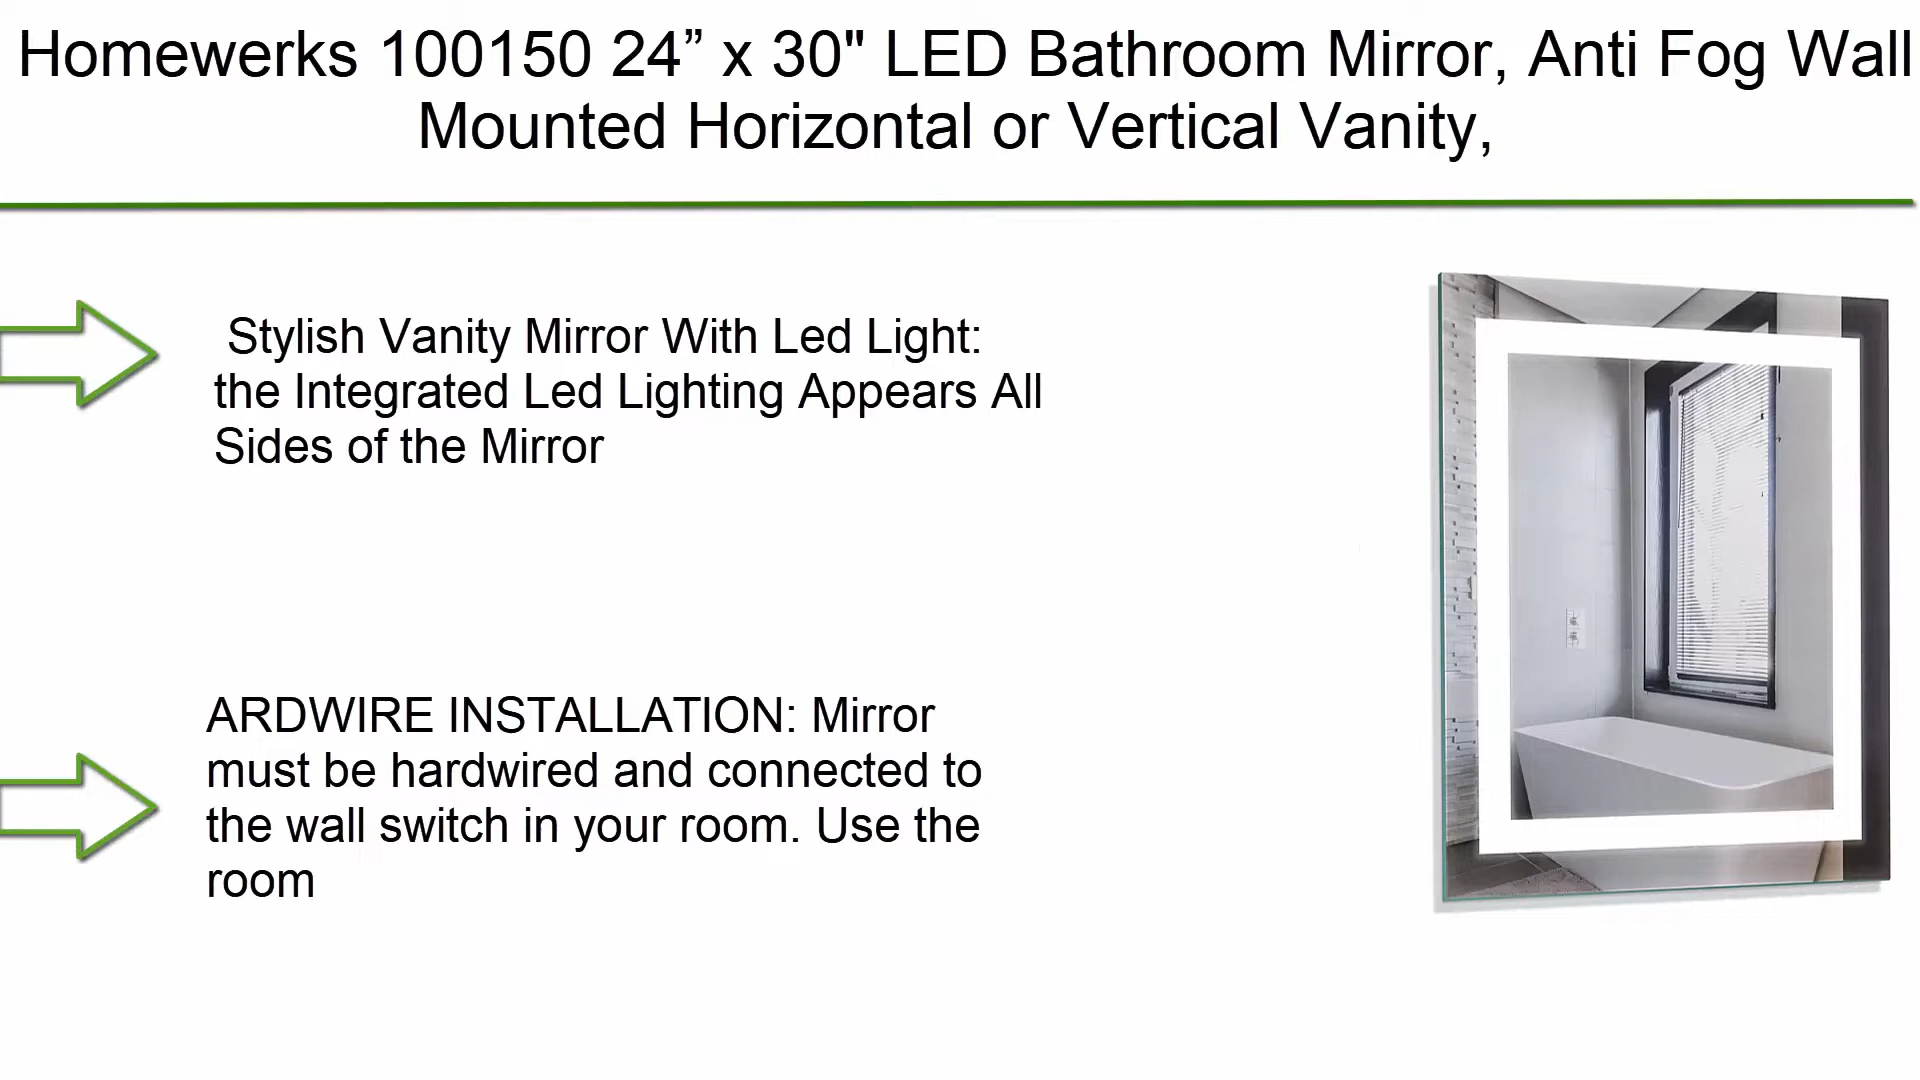 Homewerks 100150 24” x 30" LED Bathroom Mirror, Anti Fog Wall
Mounted Horizontal or Vertical Vanity,
Stylish Vanity Mirror With Led Light:
the Integrated Led Lighting Appears All
Sides of the Mirror
ARDWIRE INSTALLATION: Mirror
must be hardwired and connected to
the wall switch in your room. Use the
room